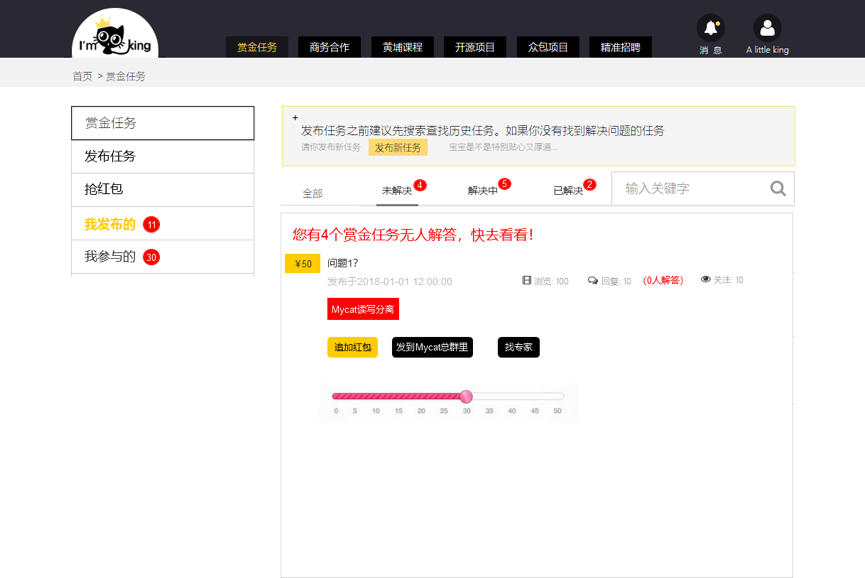 I'm king
赏金任务 商务合作 黄埔课程 开源项目 众包项目 精准招聘 消 息 A little king
首页 > 赏金任务
赏金任务
发布任务
抢红包
我发布的 11
我参与的 30
+
发布任务之前建议先搜索查找历史任务。如果你没有找到解决问题的任务
请你发布新任务 发布新任务 宝宝是不是特别贴心又厚道...
全部 未解决 4 解决中 5 已解决 2 输入关键字
您有4个赏金任务无人解答，快去看看！
¥50 问题1?
发布于2018-01-01 12:00:00 浏览: 100 回复: 10 (0人解答) 关注: 10
Mycat读写分离
追加红包 发到Mycat总群里 找专家
0 5 10 15 20 25 30 35 40 45 50